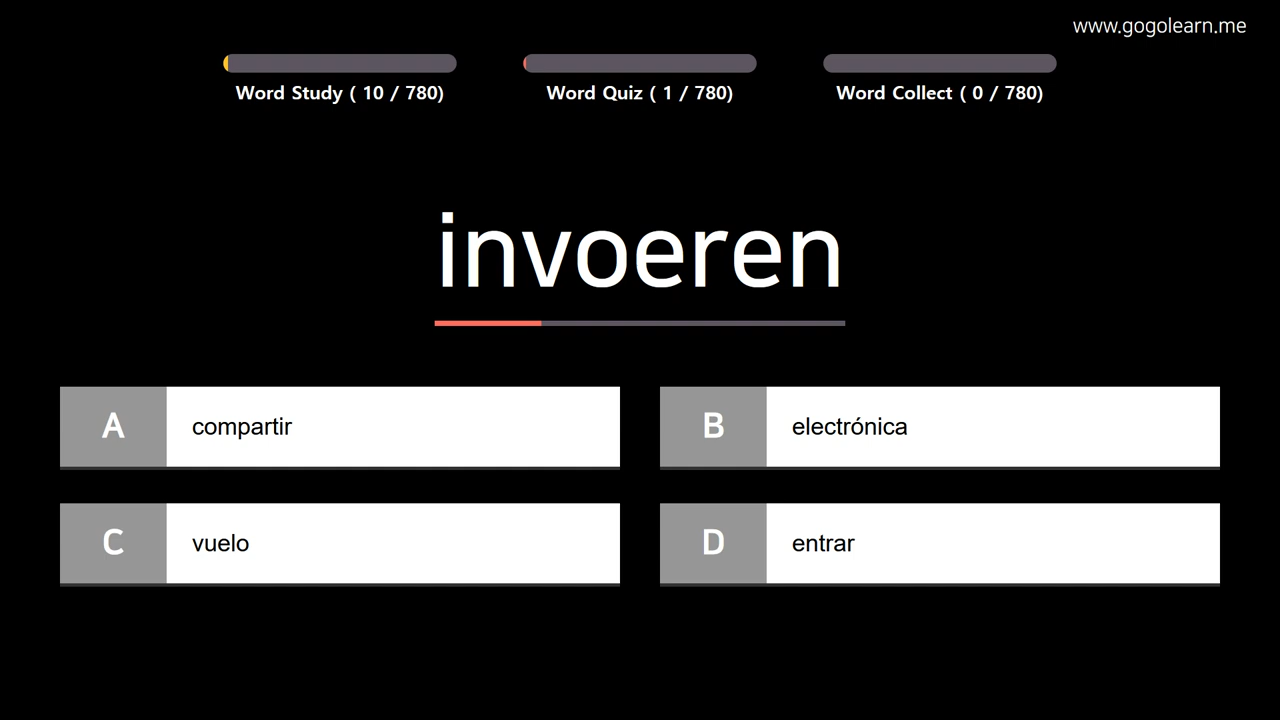 www.gogolearn.me
Word Study ( 10 / 780)
Word Quiz ( 1 / 780)
Word Collect ( 0 / 780)
invoeren
A compartir
B electrónica
C vuelo
D entrar